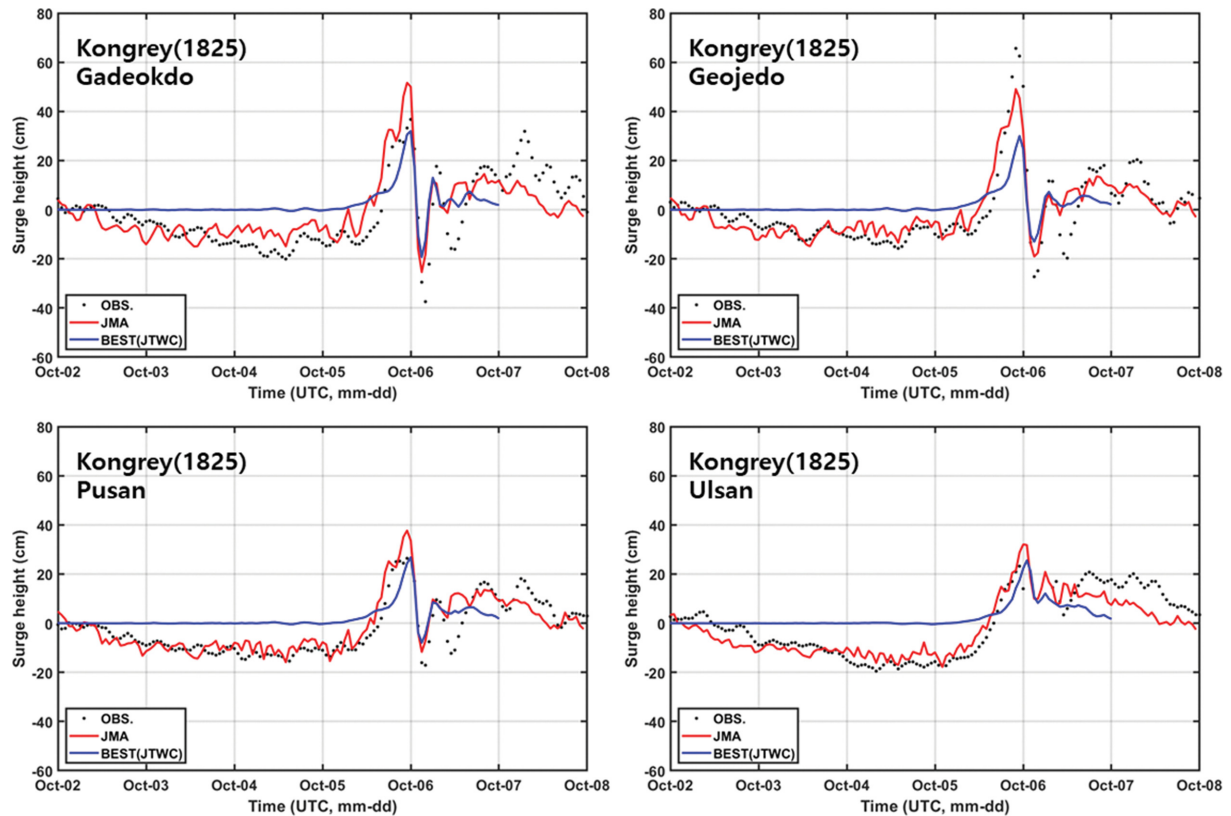 Kongrey(1825)
Gadeokdo
Surge height (cm)
80
60
40
20
0
-20
-40
-60
OBS.
JMA
BEST(JTWC)
Oct-02 Oct-03 Oct-04 Oct-05 Oct-06 Oct-07 Oct-08
Time (UTC, mm-dd)
Kongrey(1825)
Geojedo
Surge height (cm)
80
60
40
20
0
-20
-40
-60
OBS.
JMA
BEST(JTWC)
Oct-02 Oct-03 Oct-04 Oct-05 Oct-06 Oct-07 Oct-08
Time (UTC, mm-dd)
Kongrey(1825)
Pusan
Surge height (cm)
80
60
40
20
0
-20
-40
-60
OBS.
JMA
BEST(JTWC)
Oct-02 Oct-03 Oct-04 Oct-05 Oct-06 Oct-07 Oct-08
Time (UTC, mm-dd)
Kongrey(1825)
Ulsan
Surge height (cm)
80
60
40
20
0
-20
-40
-60
OBS.
JMA
BEST(JTWC)
Oct-02 Oct-03 Oct-04 Oct-05 Oct-06 Oct-07 Oct-08
Time (UTC, mm-dd)